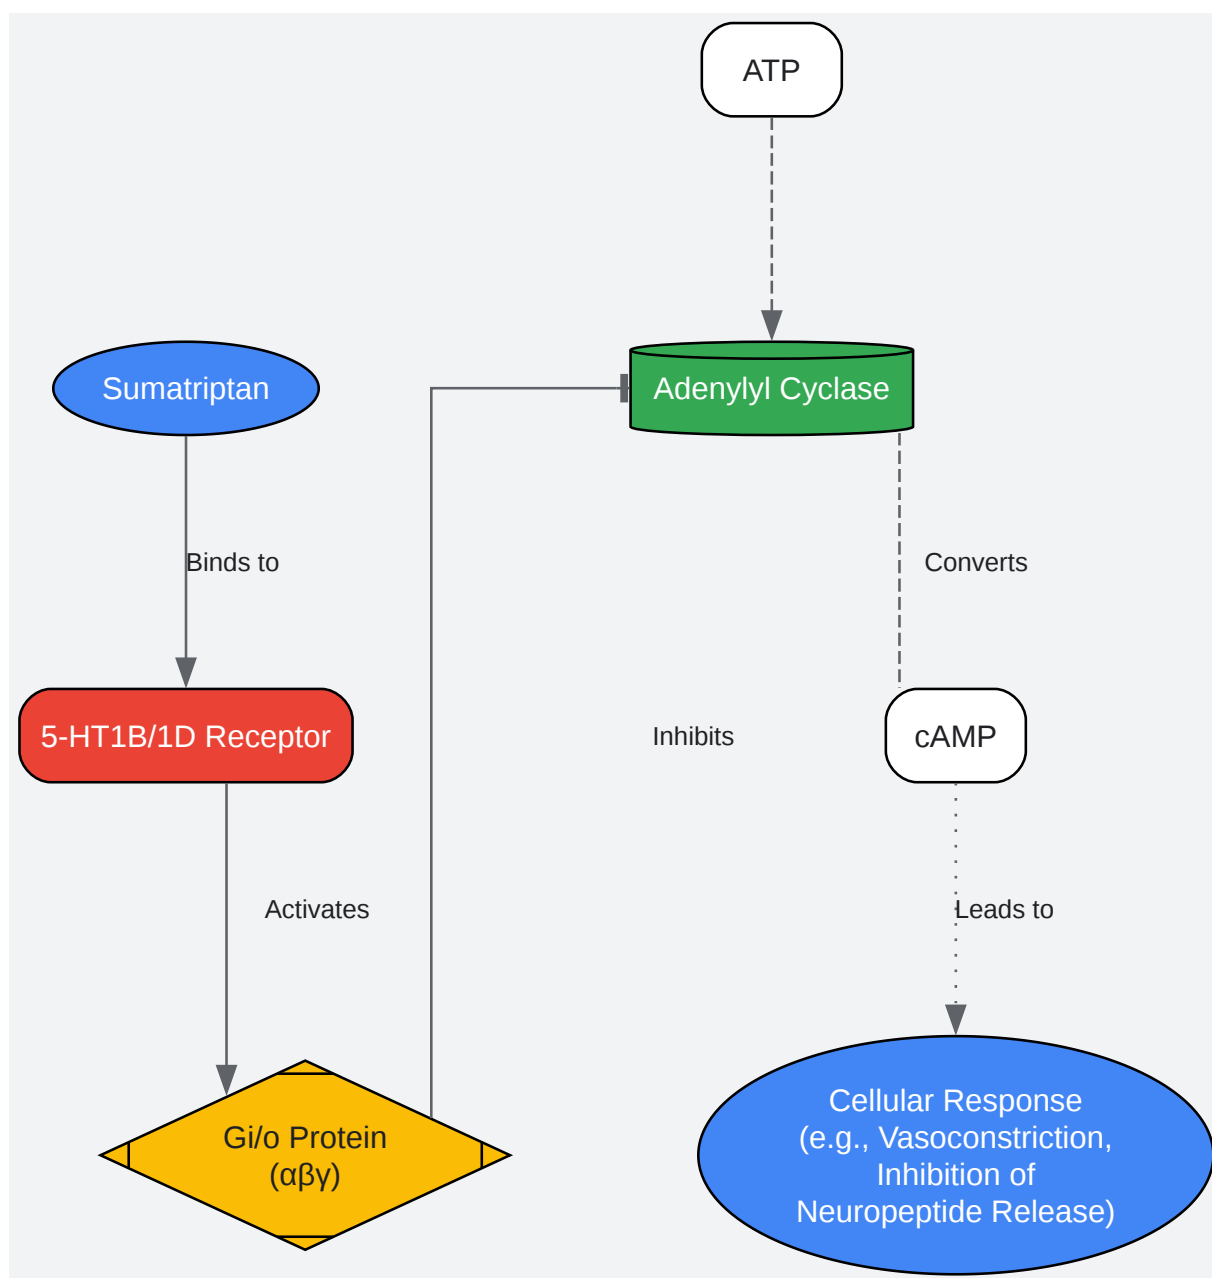 ATP
Sumatriptan
Adenylyl Cyclase
Binds to
Converts
5-HT1B/1D Receptor
Inhibits
cAMP
Activates
Leads to
Gi/o Protein
(αβγ)
Cellular Response
(e.g., Vasoconstriction,
Inhibition of
Neuropeptide Release)